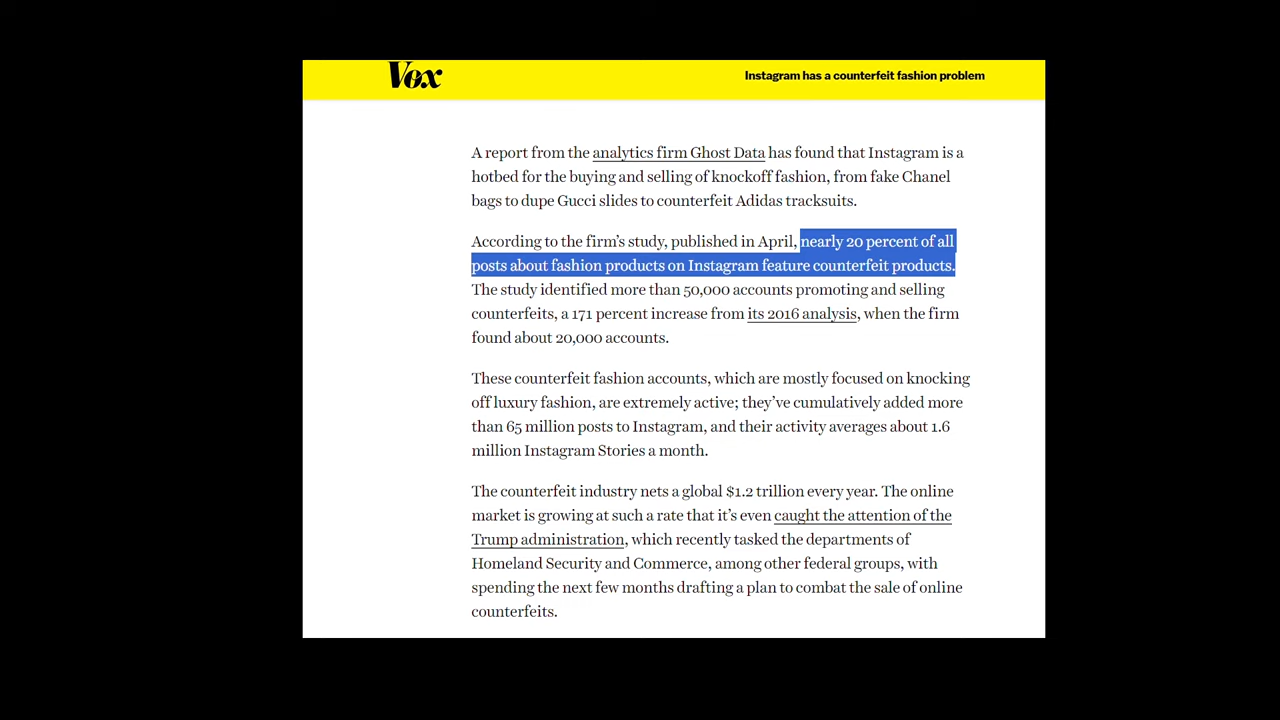 Vox
Instagram has a counterfeit fashion problem
A report from the analytics firm Ghost Data has found that Instagram is a
hotbed for the buying and selling of knockoff fashion, from fake Chanel
bags to dupe Gucci slides to counterfeit Adidas tracksuits.
According to the firm’s study, published in April, nearly 20 percent of all
posts about fashion products on Instagram feature counterfeit products.
The study identified more than 50,000 accounts promoting and selling
counterfeits, a 171 percent increase from its 2016 analysis, when the firm
found about 20,000 accounts.
These counterfeit fashion accounts, which are mostly focused on knocking
off luxury fashion, are extremely active; they’ve cumulatively added more
than 65 million posts to Instagram, and their activity averages about 1.6
million Instagram Stories a month.
The counterfeit industry nets a global $1.2 trillion every year. The online
market is growing at such a rate that it’s even caught the attention of the
Trump administration, which recently tasked the departments of
Homeland Security and Commerce, among other federal groups, with
spending the next few months drafting a plan to combat the sale of online
counterfeits.